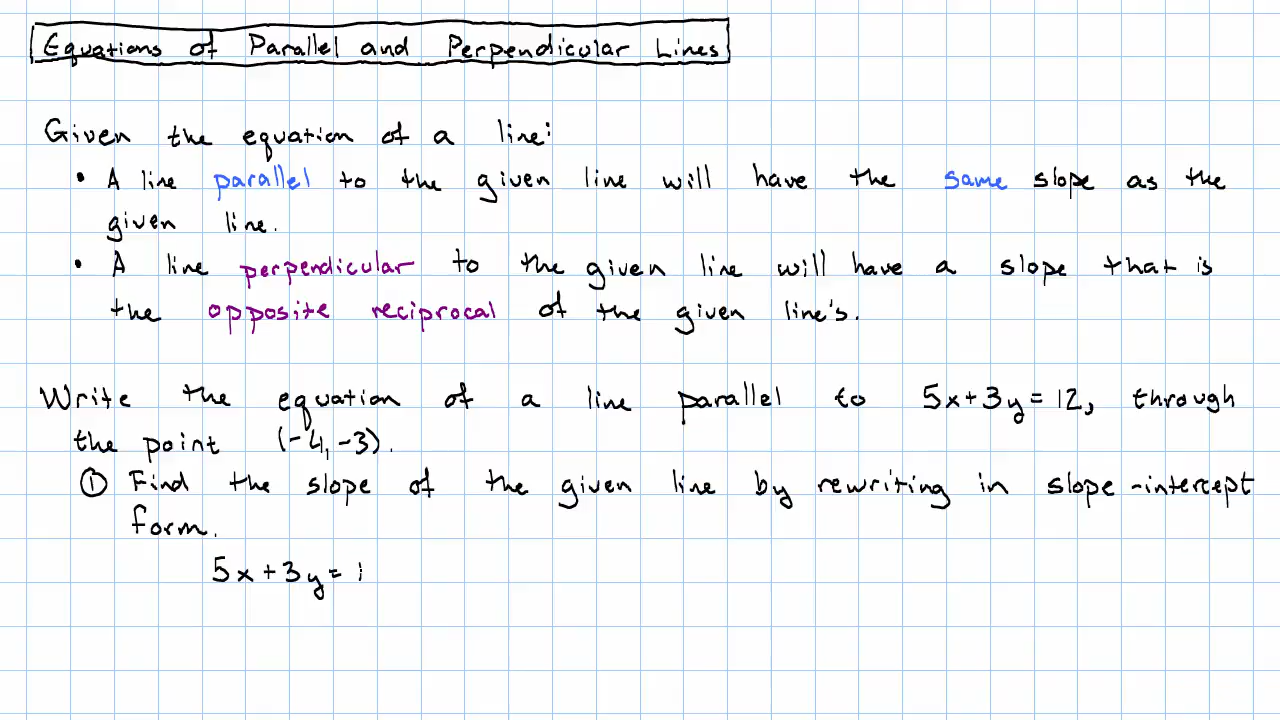 Equations of Parallel and Perpendicular Lines
Given the equation of a line:
• A line parallel to the given line will have the same slope as the
given line.
• A line perpendicular to the given line will have a slope that is
the opposite reciprocal of the given line's.
Write the equation of a line parallel to 5x+3y=12, through
the point (-4,-3).
① Find the slope of the given line by rewriting in slope-intercept
form.
5x+3y=1